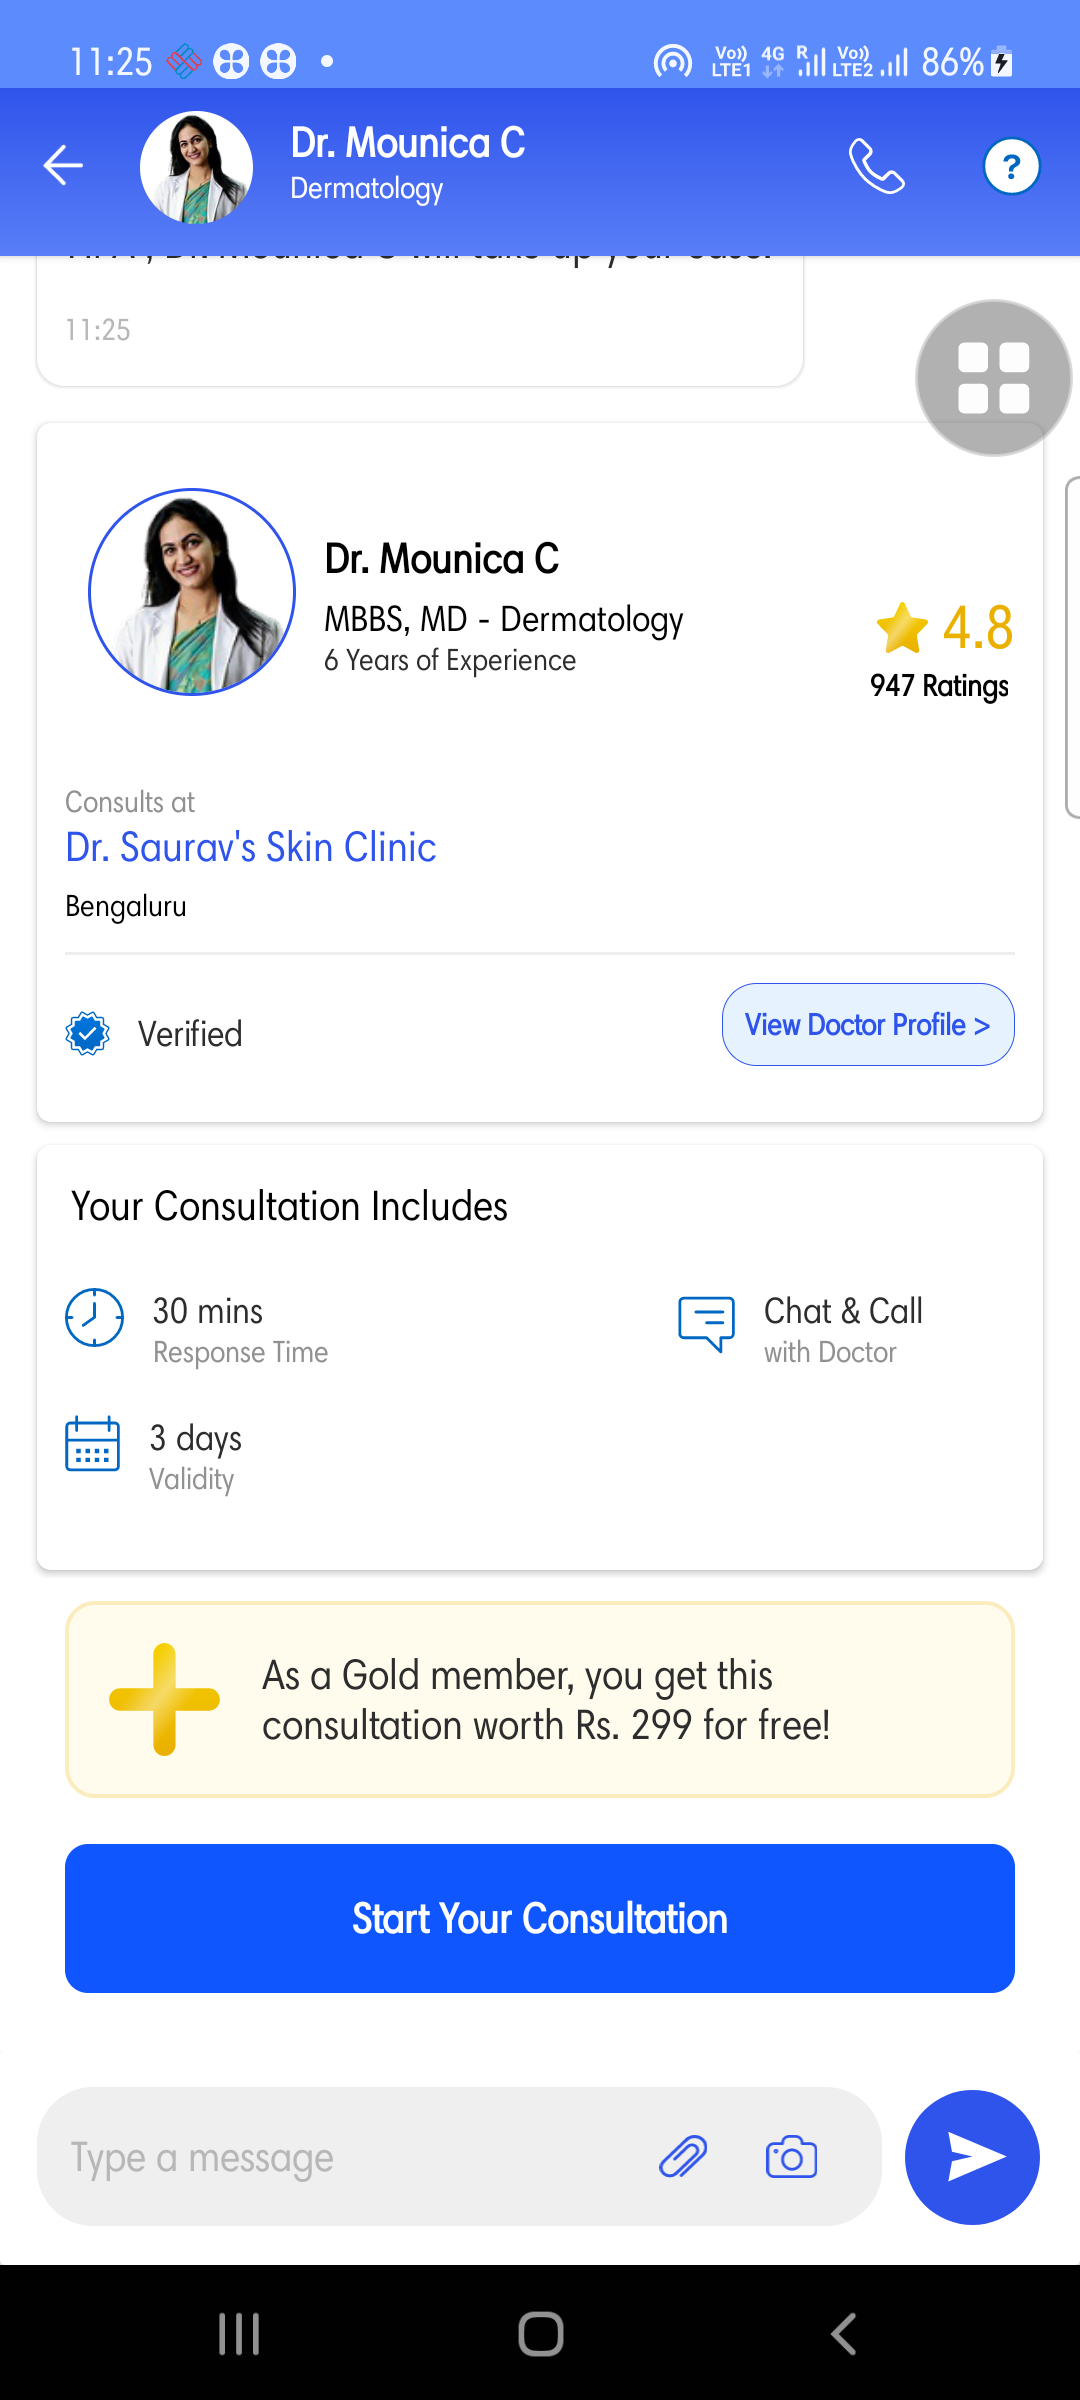 11:25
Vo)) LTE1 4G R Vo)) LTE2 86%
Dr. Mounica C
Dermatology
?
Dr. Mounica C will take up your case.
11:25
Dr. Mounica C
MBBS, MD - Dermatology
6 Years of Experience
4.8
947 Ratings
Consults at
Dr. Saurav's Skin Clinic
Bengaluru
Verified
View Doctor Profile >
Your Consultation Includes
30 mins
Response Time
Chat & Call
with Doctor
3 days
Validity
As a Gold member, you get this
consultation worth Rs. 299 for free!
Start Your Consultation
Type a message